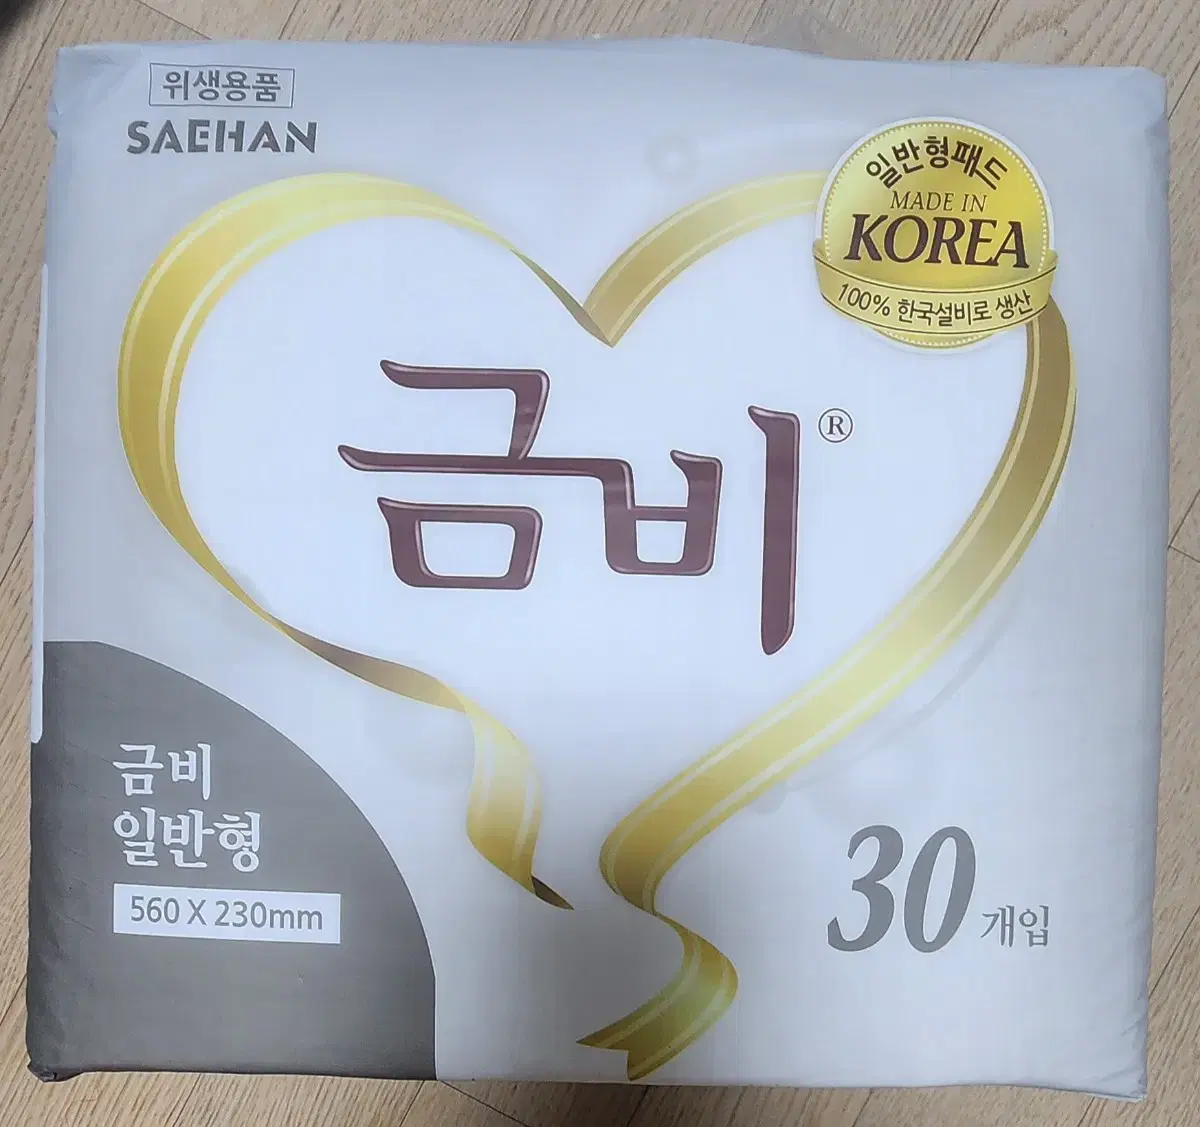 위생용품
SAEHAN
일반형패드
MADE IN
KOREA
100% 한국설비로 생산
금비®
금비
일반형
560 X 230mm
30 개입